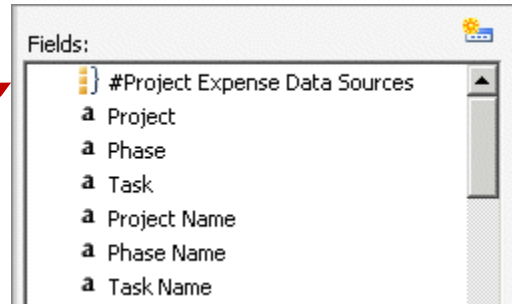 Fields:
#Project Expense Data Sources
a Project
a Phase
a Task
a Project Name
a Phase Name
a Task Name